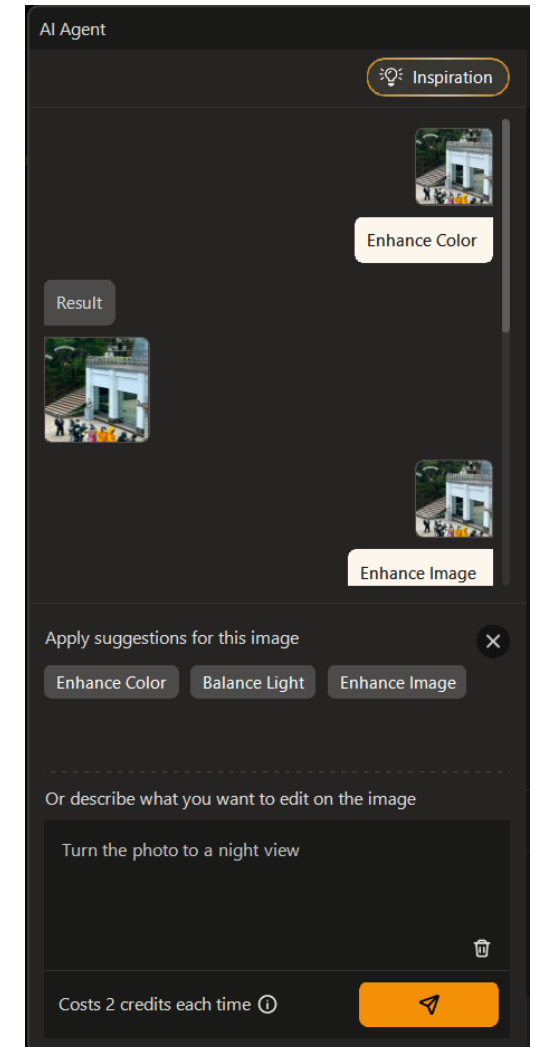 AI Agent
Inspiration
Enhance Color
Result
Enhance Image
Apply suggestions for this image
Enhance Color
Balance Light
Enhance Image
Or describe what you want to edit on the image
Turn the photo to a night view
Costs 2 credits each time